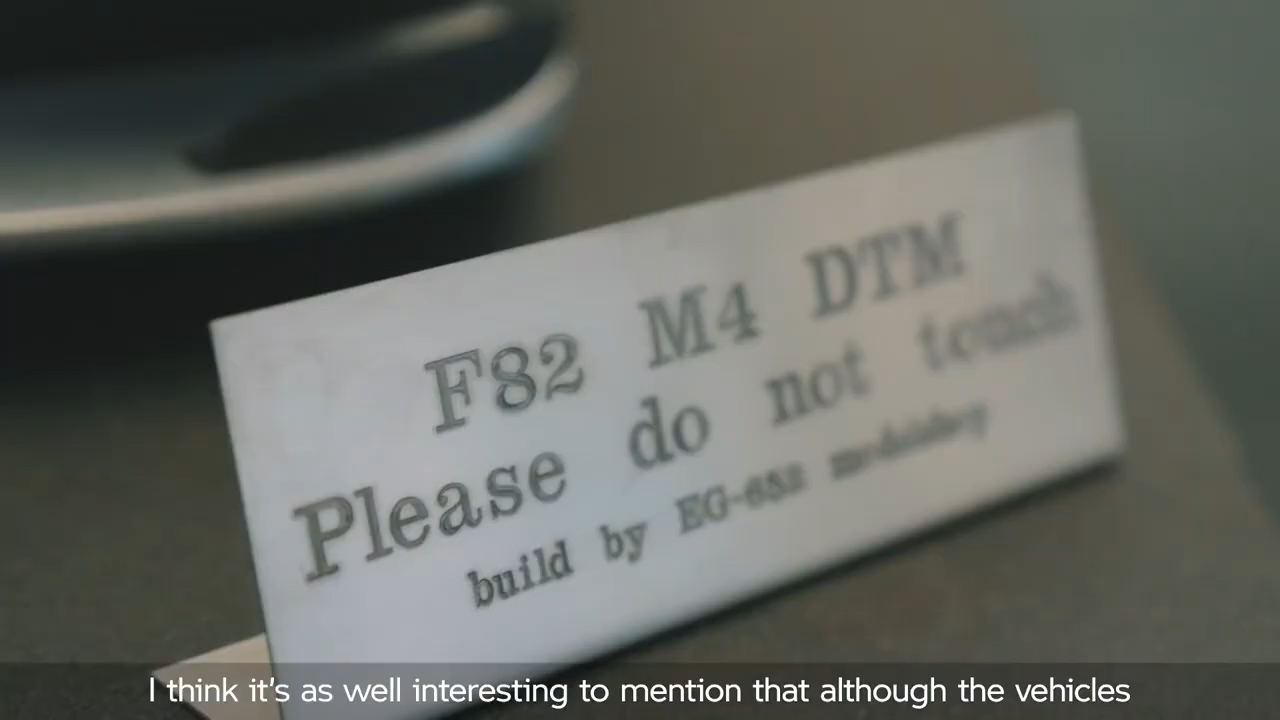 F82 M4 DTM
Please do not touch
build by
I think it's as well interesting to mention that although the vehicles